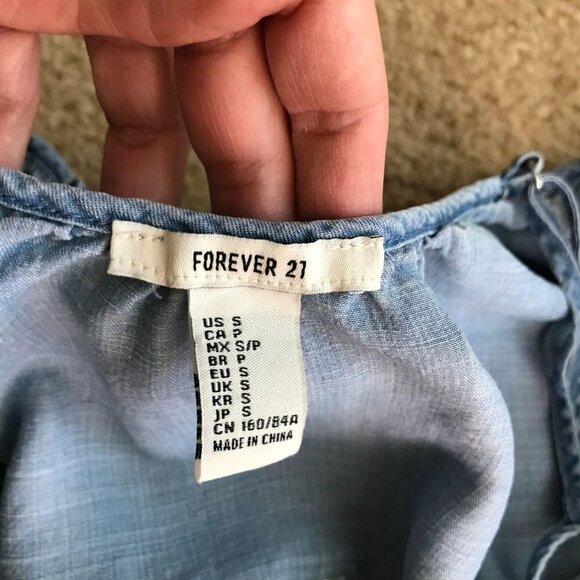 FOREVER 21
US S
CA P
MX S/P
BR P
EU S
UK S
KR S
JP S
CN 160/84A
MADE IN CHINA